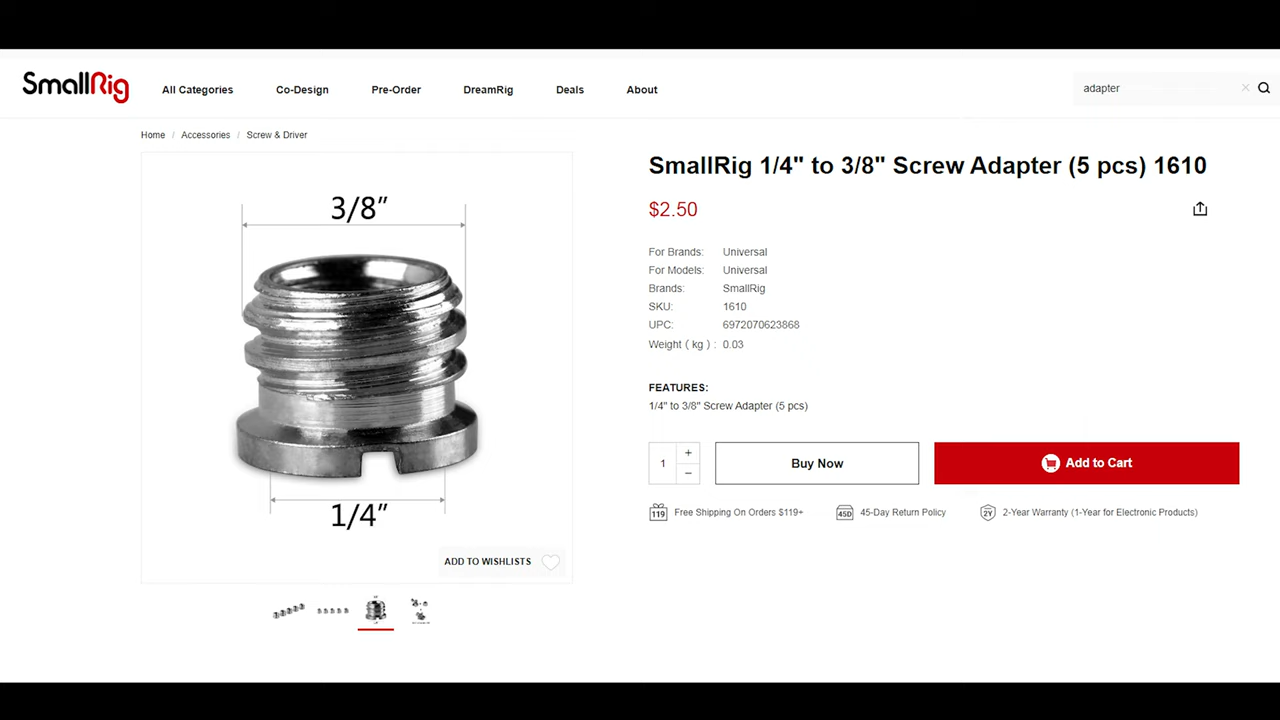 SmallRig
All Categories
Co-Design
Pre-Order
DreamRig
Deals
About
adapter
Home / Accessories / Screw & Driver
3/8”
1/4”
ADD TO WISHLISTS
SmallRig 1/4" to 3/8" Screw Adapter (5 pcs) 1610
$2.50
For Brands: Universal
For Models: Universal
Brands: SmallRig
SKU: 1610
UPC: 6972070623868
Weight ( kg ) : 0.03
FEATURES:
1/4" to 3/8" Screw Adapter (5 pcs)
1
+
−
Buy Now
Add to Cart
119
Free Shipping On Orders $119+
45D
45-Day Return Policy
2Y
2-Year Warranty (1-Year for Electronic Products)